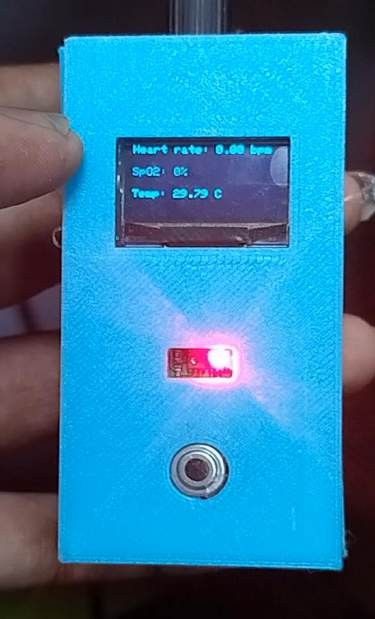 Heart rate: 0.00 bpm
SpO2: 0%
Temp: 29.79 C